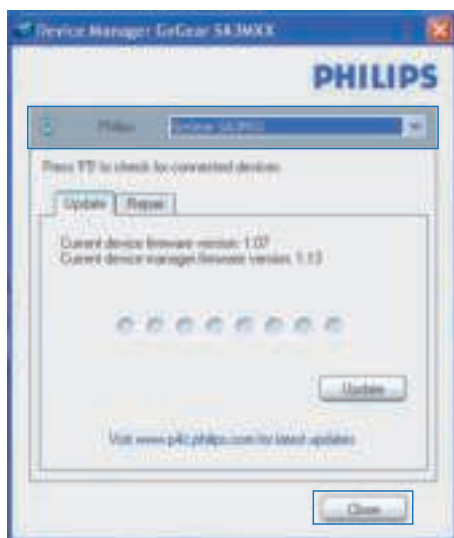 Device Manager GoGear SA3MXX
PHILIPS
Philips GoGear SA3MXX
Press 'F5' to check for connected devices
Update Repair
Current device firmware version: 1.07
Current device manager firmware version: 1.13
Update
Visit www.p4c.philips.com for latest updates
Close